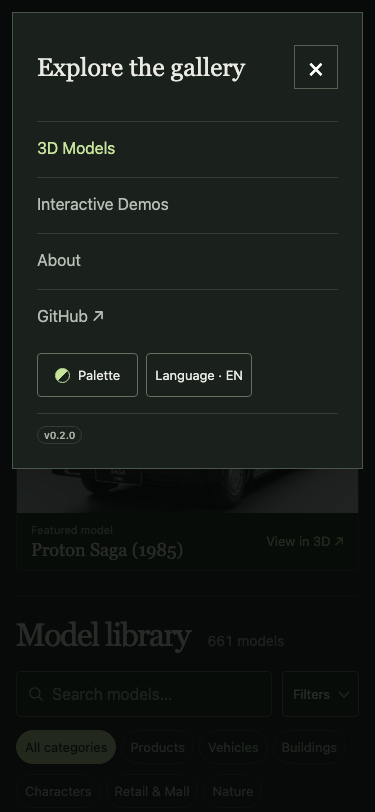 Explore the gallery
3D Models
Interactive Demos
About
GitHub ↗
Palette
Language · EN
v0.2.0
Featured model
Proton Saga (1985)
View in 3D ↗
Model library
661 models
Search models...
Filters
All categories
Products
Vehicles
Buildings
Characters
Retail & Mall
Nature